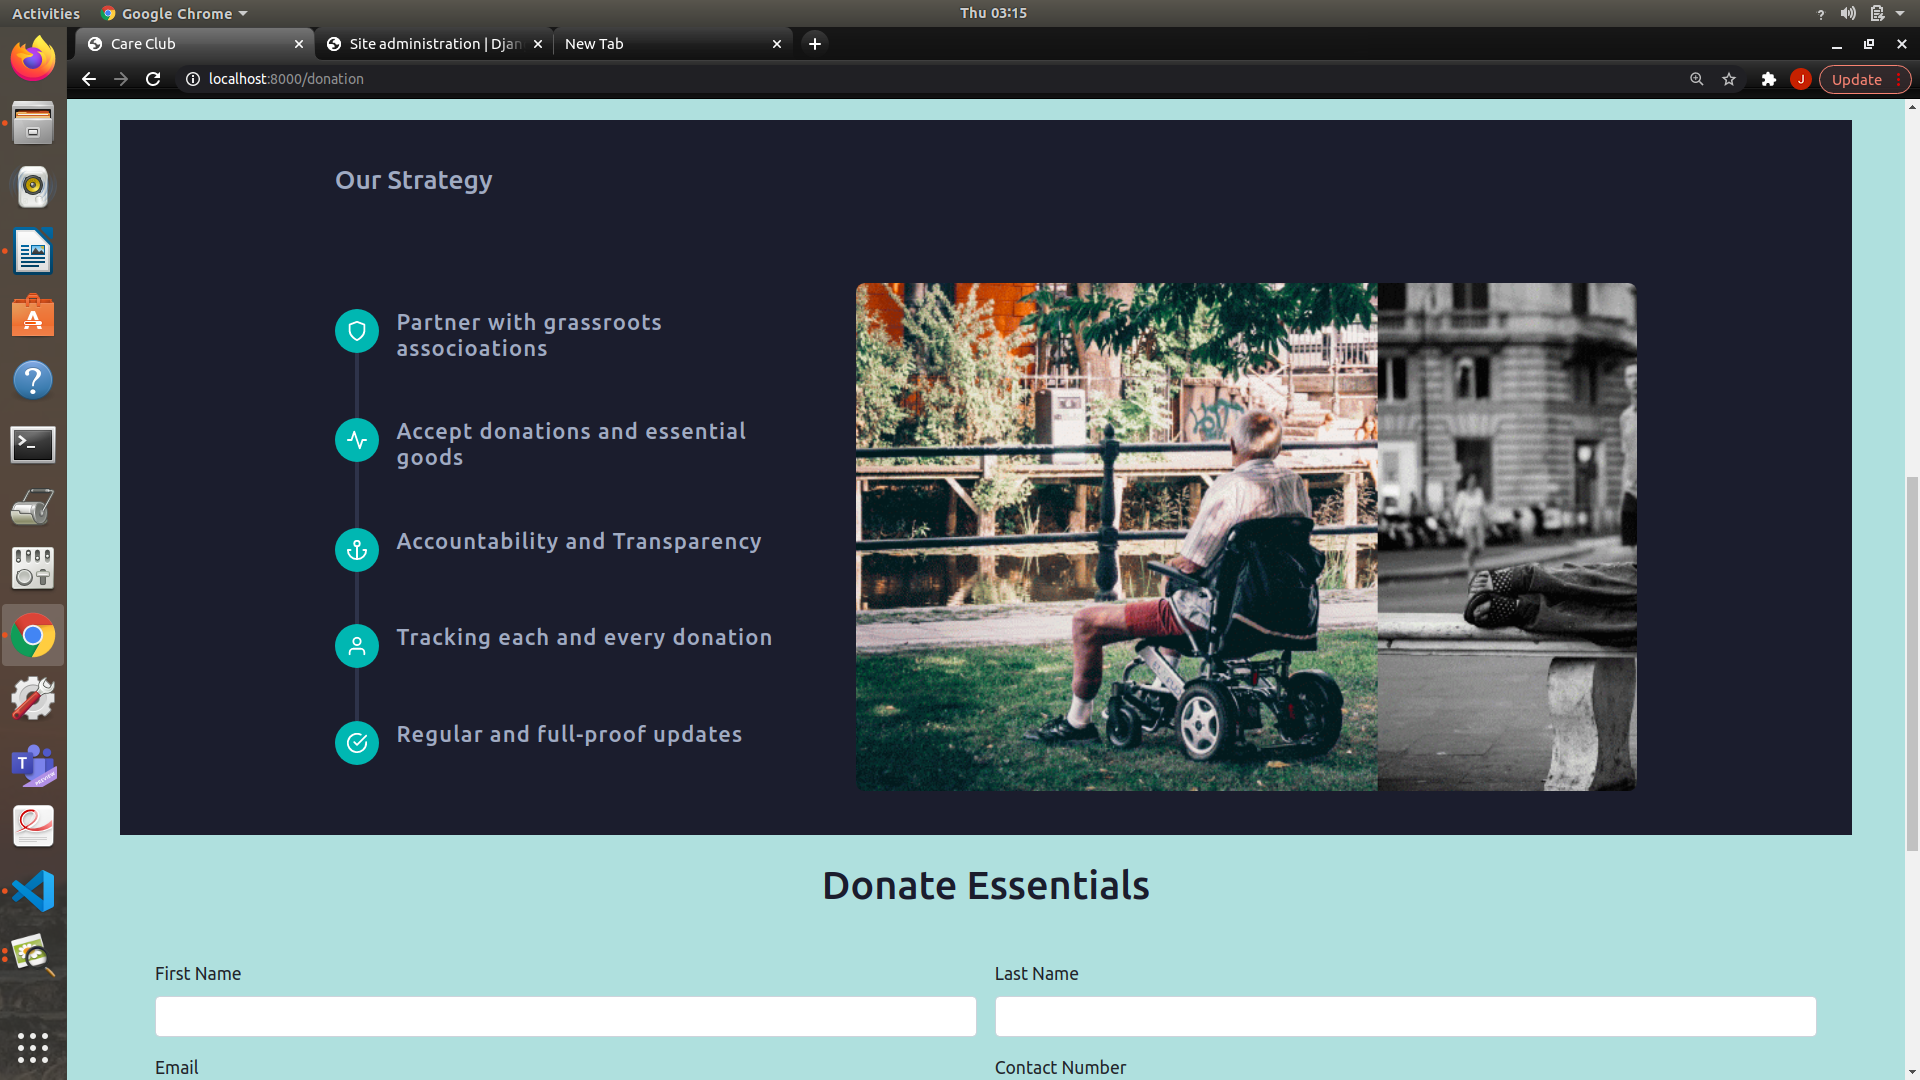 Activities
Google Chrome
Thu 03:15
?
Care Club
Site administration | Djan
New Tab
localhost:8000/donation
J
Update
Our Strategy
Partner with grassroots
associoations
Accept donations and essential
goods
Accountability and Transparency
Tracking each and every donation
Regular and full-proof updates
Donate Essentials
First Name
Last Name
Email
Contact Number